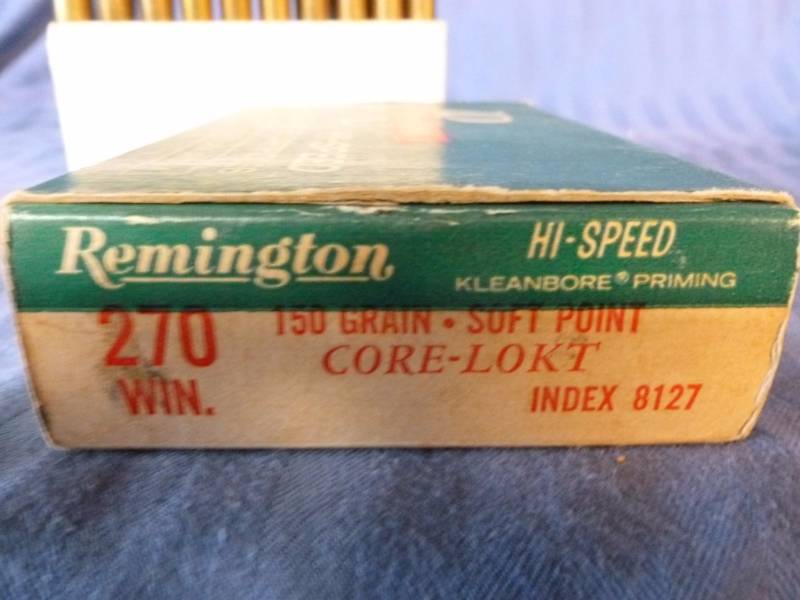 Remington
HI-SPEED
KLEANBORE® PRIMING
270
WIN.
150 GRAIN • SOFT POINT
CORE-LOKT
INDEX 8127